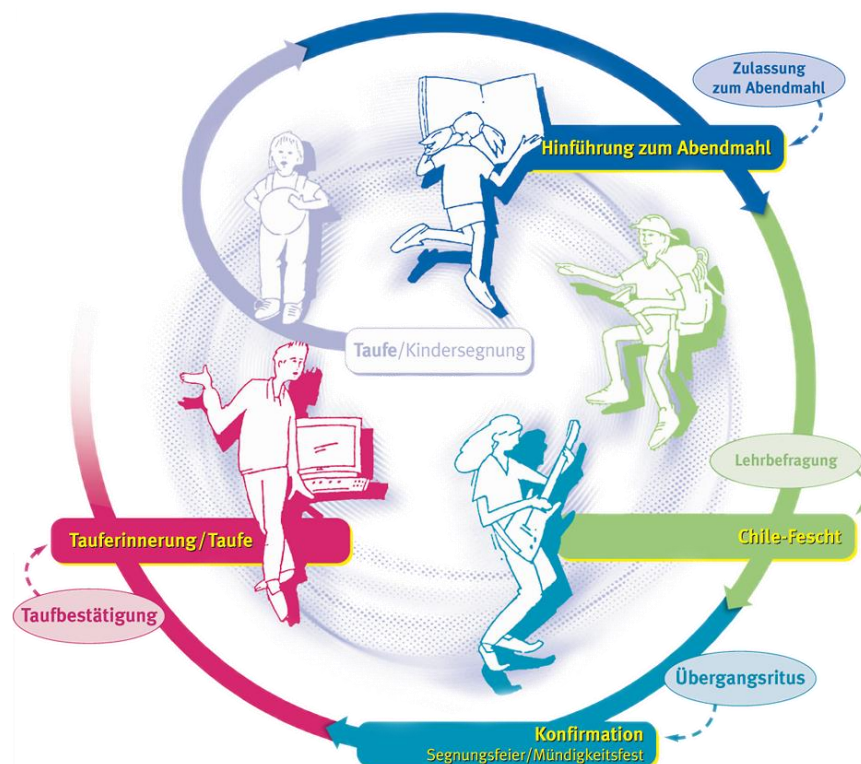 Zulassung
zum Abendmahl
Hinführung zum Abendmahl
Taufe/Kindersegnung
Lehrbefragung
Chile-Fescht
Tauferinnerung/Taufe
Taufbestätigung
Übergangsritus
Konfirmation
Segnungsfeier/Mündigkeitsfest